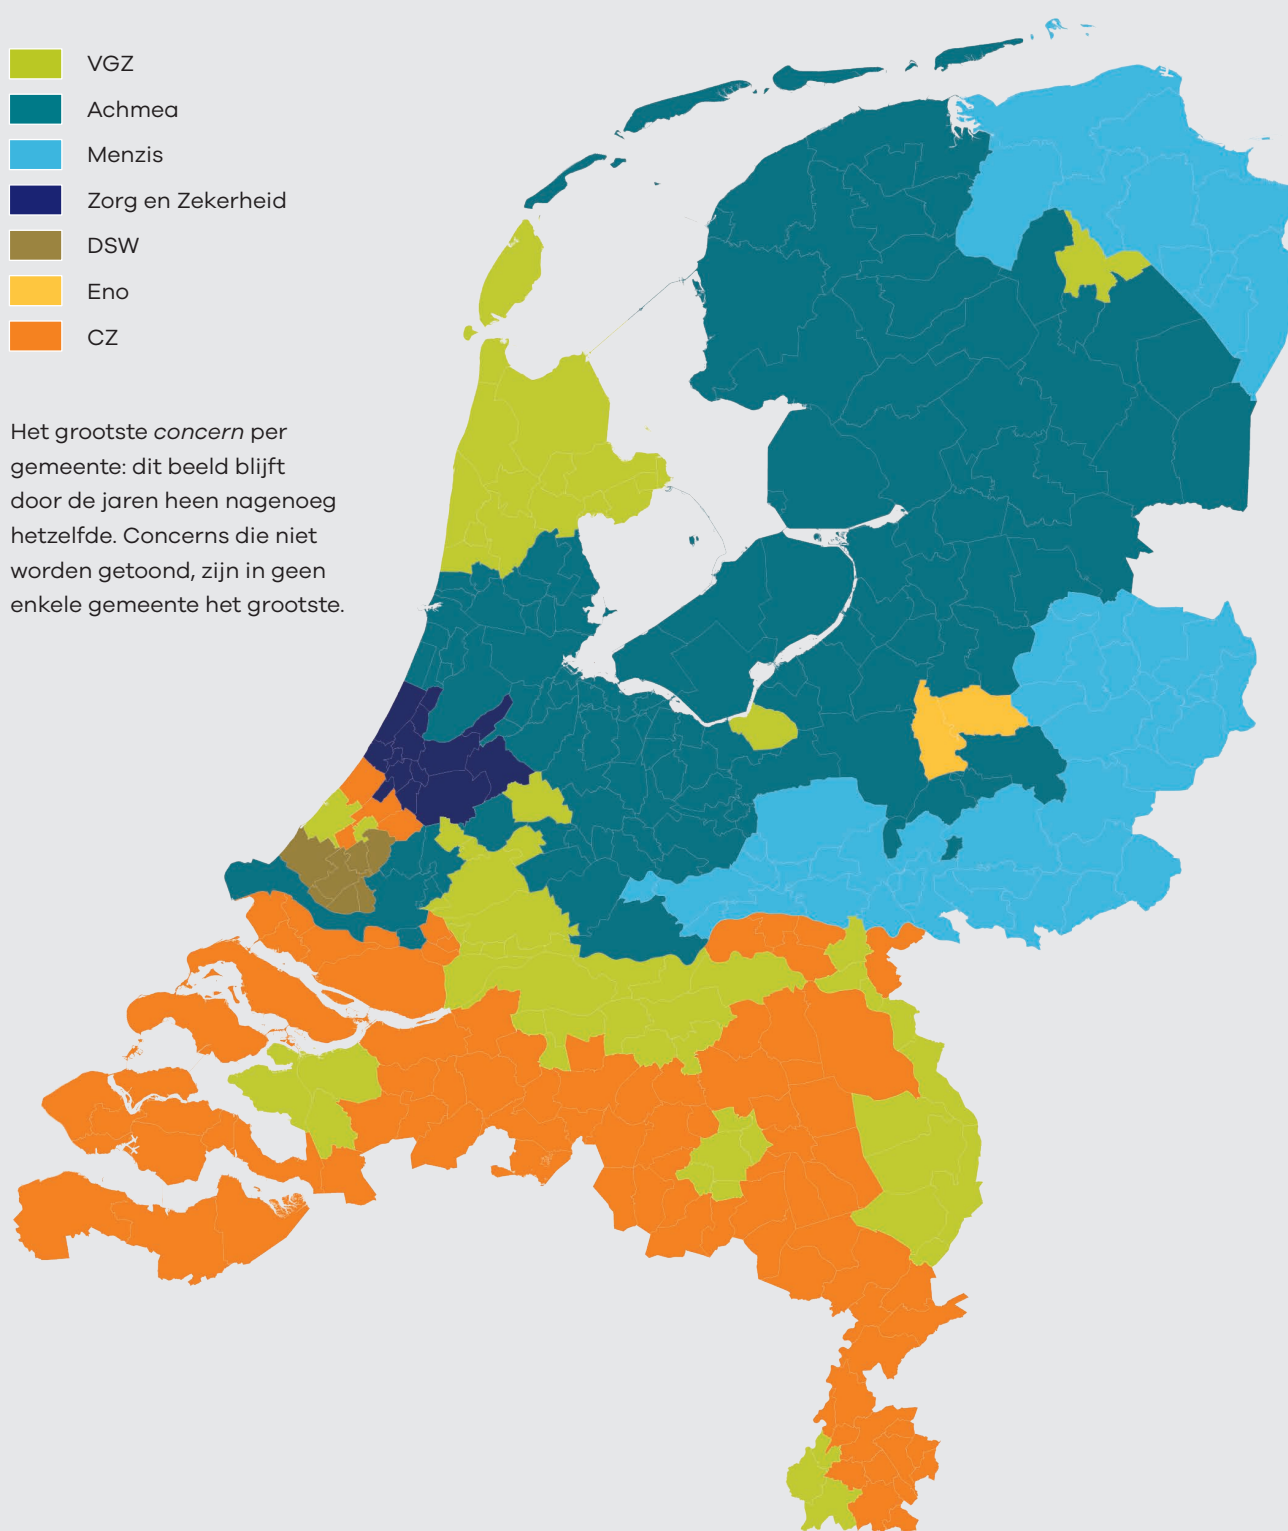 VGZ
Achmea
Menzis
Zorg en Zekerheid
DSW
Eno
CZ
Het grootste concern per
gemeente: dit beeld blijft
door de jaren heen nagenoeg
hetzelfde. Concerns die niet
worden getoond, zijn in geen
enkele gemeente het grootste.